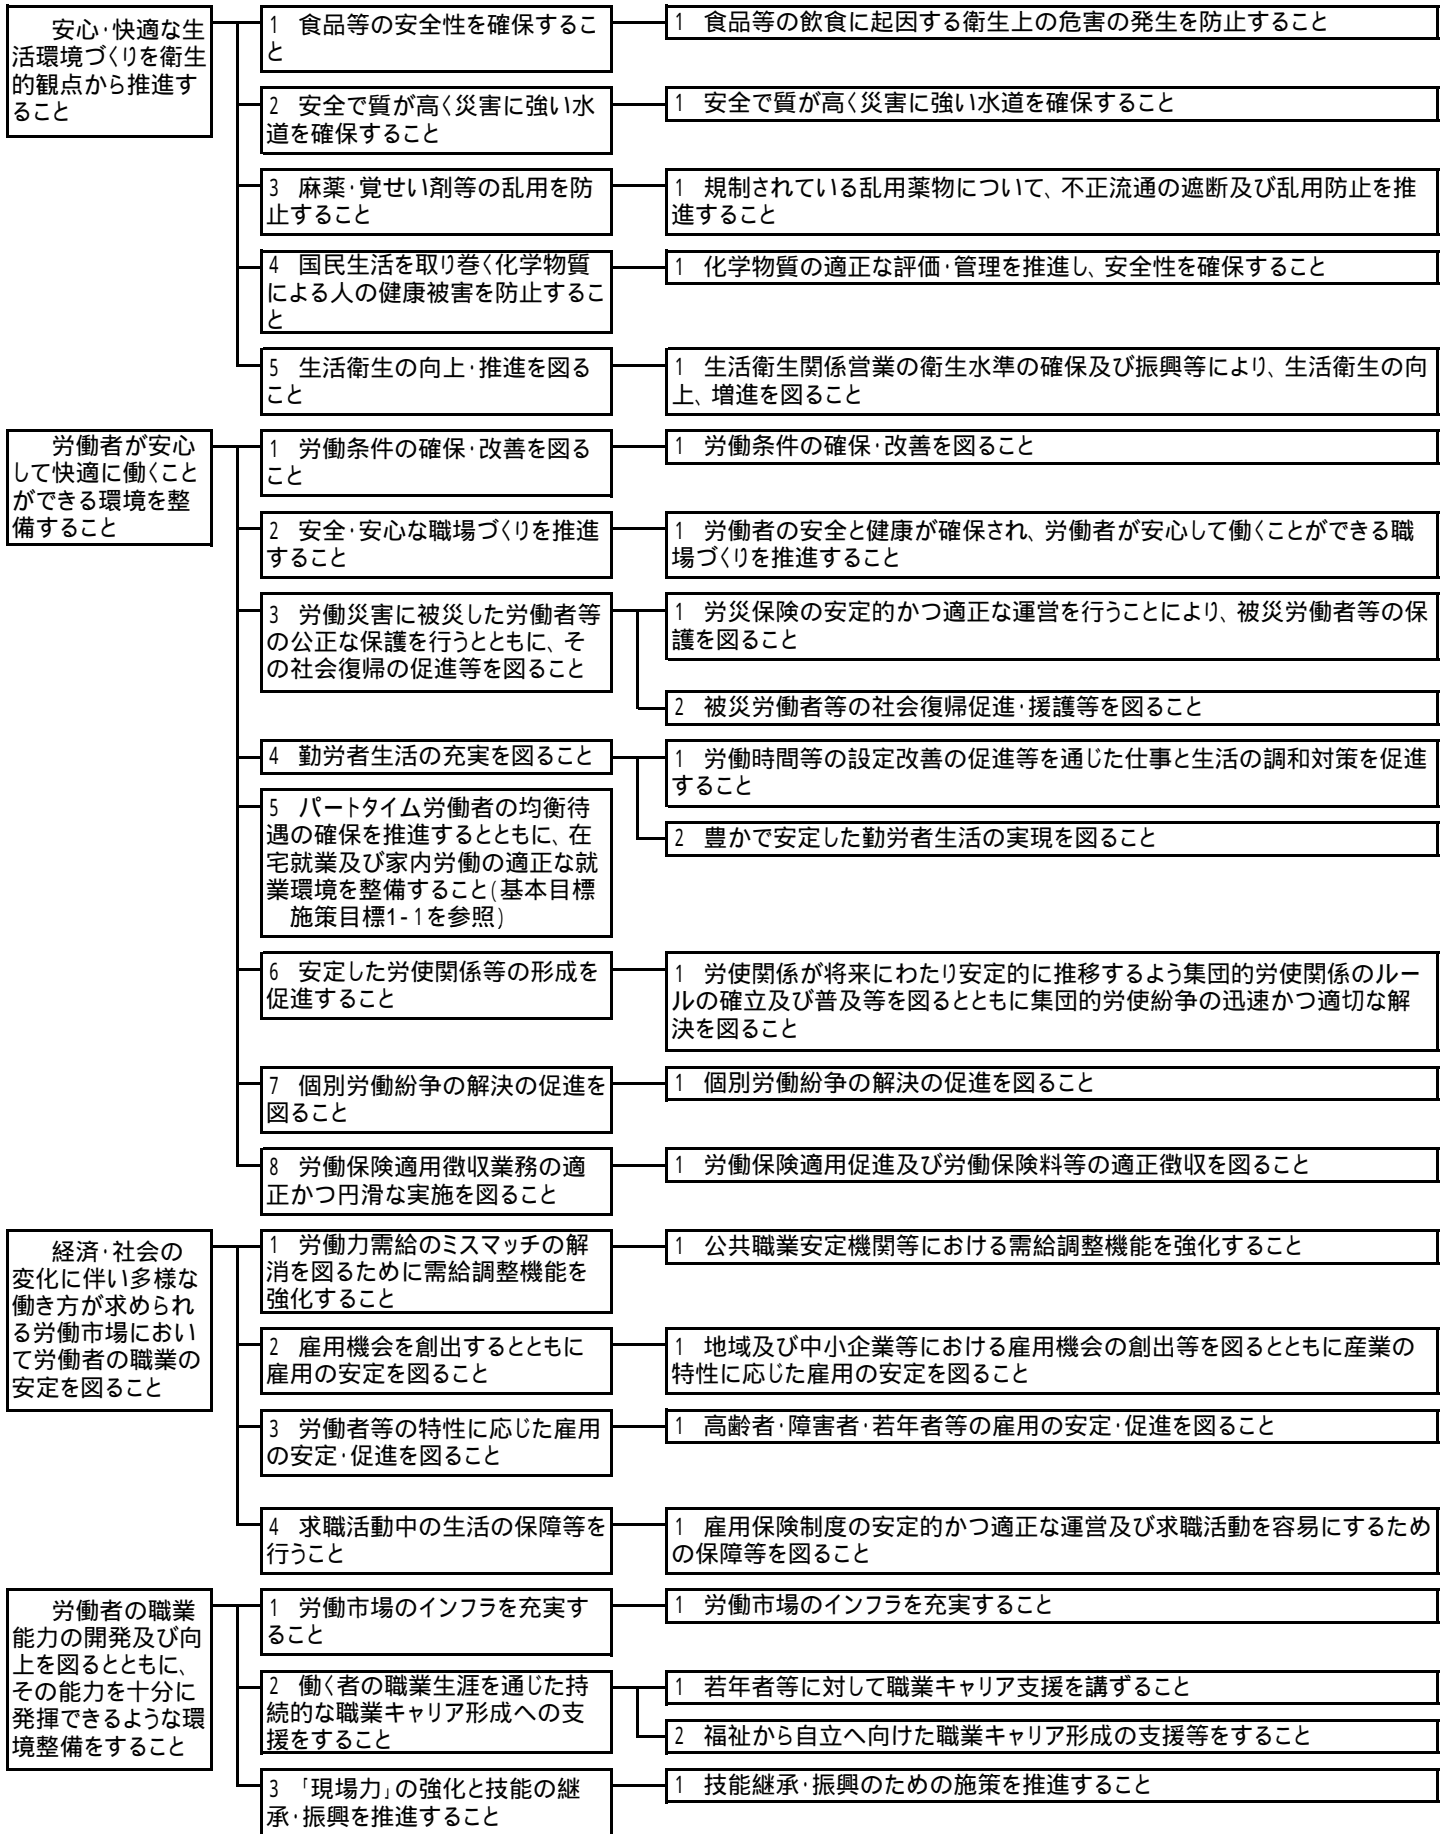 安心・快適な生
活環境づくりを衛生
的観点から推進す
ること
1 食品等の安全性を確保するこ
と
1 食品等の飲食に起因する衛生上の危害の発生を防止すること
2 安全で質が高く災害に強い水
道を確保すること
1 安全で質が高く災害に強い水道を確保すること
3 麻薬・覚せい剤等の乱用を防
止すること
1 規制されている乱用薬物について、不正流通の遮断及び乱用防止を推
進すること
4 国民生活を取り巻く化学物質
による人の健康被害を防止するこ
と
1 化学物質の適正な評価・管理を推進し、安全性を確保すること
5 生活衛生の向上・推進を図る
こと
1 生活衛生関係営業の衛生水準の確保及び振興等により、生活衛生の向
上、増進を図ること
労働者が安心
して快適に働くこと
ができる環境を整
備すること
1 労働条件の確保・改善を図る
こと
1 労働条件の確保・改善を図ること
2 安全・安心な職場づくりを推進
すること
1 労働者の安全と健康が確保され、労働者が安心して働くことができる職
場づくりを推進すること
3 労働災害に被災した労働者等
の公正な保護を行うとともに、そ
の社会復帰の促進等を図ること
1 労災保険の安定的かつ適正な運営を行うことにより、被災労働者等の保
護を図ること
2 被災労働者等の社会復帰促進・援護等を図ること
4 勤労者生活の充実を図ること
1 労働時間等の設定改善の促進等を通じた仕事と生活の調和対策を促進
すること
2 豊かで安定した勤労者生活の実現を図ること
5 パートタイム労働者の均衡待
遇の確保を推進するとともに、在
宅就業及び家内労働の適正な就
業環境を整備すること(基本目標
施策目標1-1を参照)
6 安定した労使関係等の形成を
促進すること
1 労使関係が将来にわたり安定的に推移するよう集団的労使関係のルー
ルの確立及び普及等を図るとともに集団的労使紛争の迅速かつ適切な解
決を図ること
7 個別労働紛争の解決の促進を
図ること
1 個別労働紛争の解決の促進を図ること
8 労働保険適用徴収業務の適
正かつ円滑な実施を図ること
1 労働保険適用促進及び労働保険料等の適正徴収を図ること
経済・社会の
変化に伴い多様な
働き方が求められ
る労働市場におい
て労働者の職業の
安定を図ること
1 労働力需給のミスマッチの解
消を図るために需給調整機能を
強化すること
1 公共職業安定機関等における需給調整機能を強化すること
2 雇用機会を創出するとともに
雇用の安定を図ること
1 地域及び中小企業等における雇用機会の創出等を図るとともに産業の
特性に応じた雇用の安定を図ること
3 労働者等の特性に応じた雇用
の安定・促進を図ること
1 高齢者・障害者・若年者等の雇用の安定・促進を図ること
4 求職活動中の生活の保障等を
行うこと
1 雇用保険制度の安定的かつ適正な運営及び求職活動を容易にするため
の保障等を図ること
労働者の職業
能力の開発及び向
上を図るとともに、
その能力を十分に
発揮できるような環
境整備をすること
1 労働市場のインフラを充実す
ること
1 労働市場のインフラを充実すること
2 働く者の職業生涯を通じた持
続的な職業キャリア形成への支
援をすること
1 若年者等に対して職業キャリア支援を講ずること
2 福祉から自立へ向けた職業キャリア形成の支援等をすること
3 「現場力」の強化と技能の継
承・振興を推進すること
1 技能継承・振興のための施策を推進すること